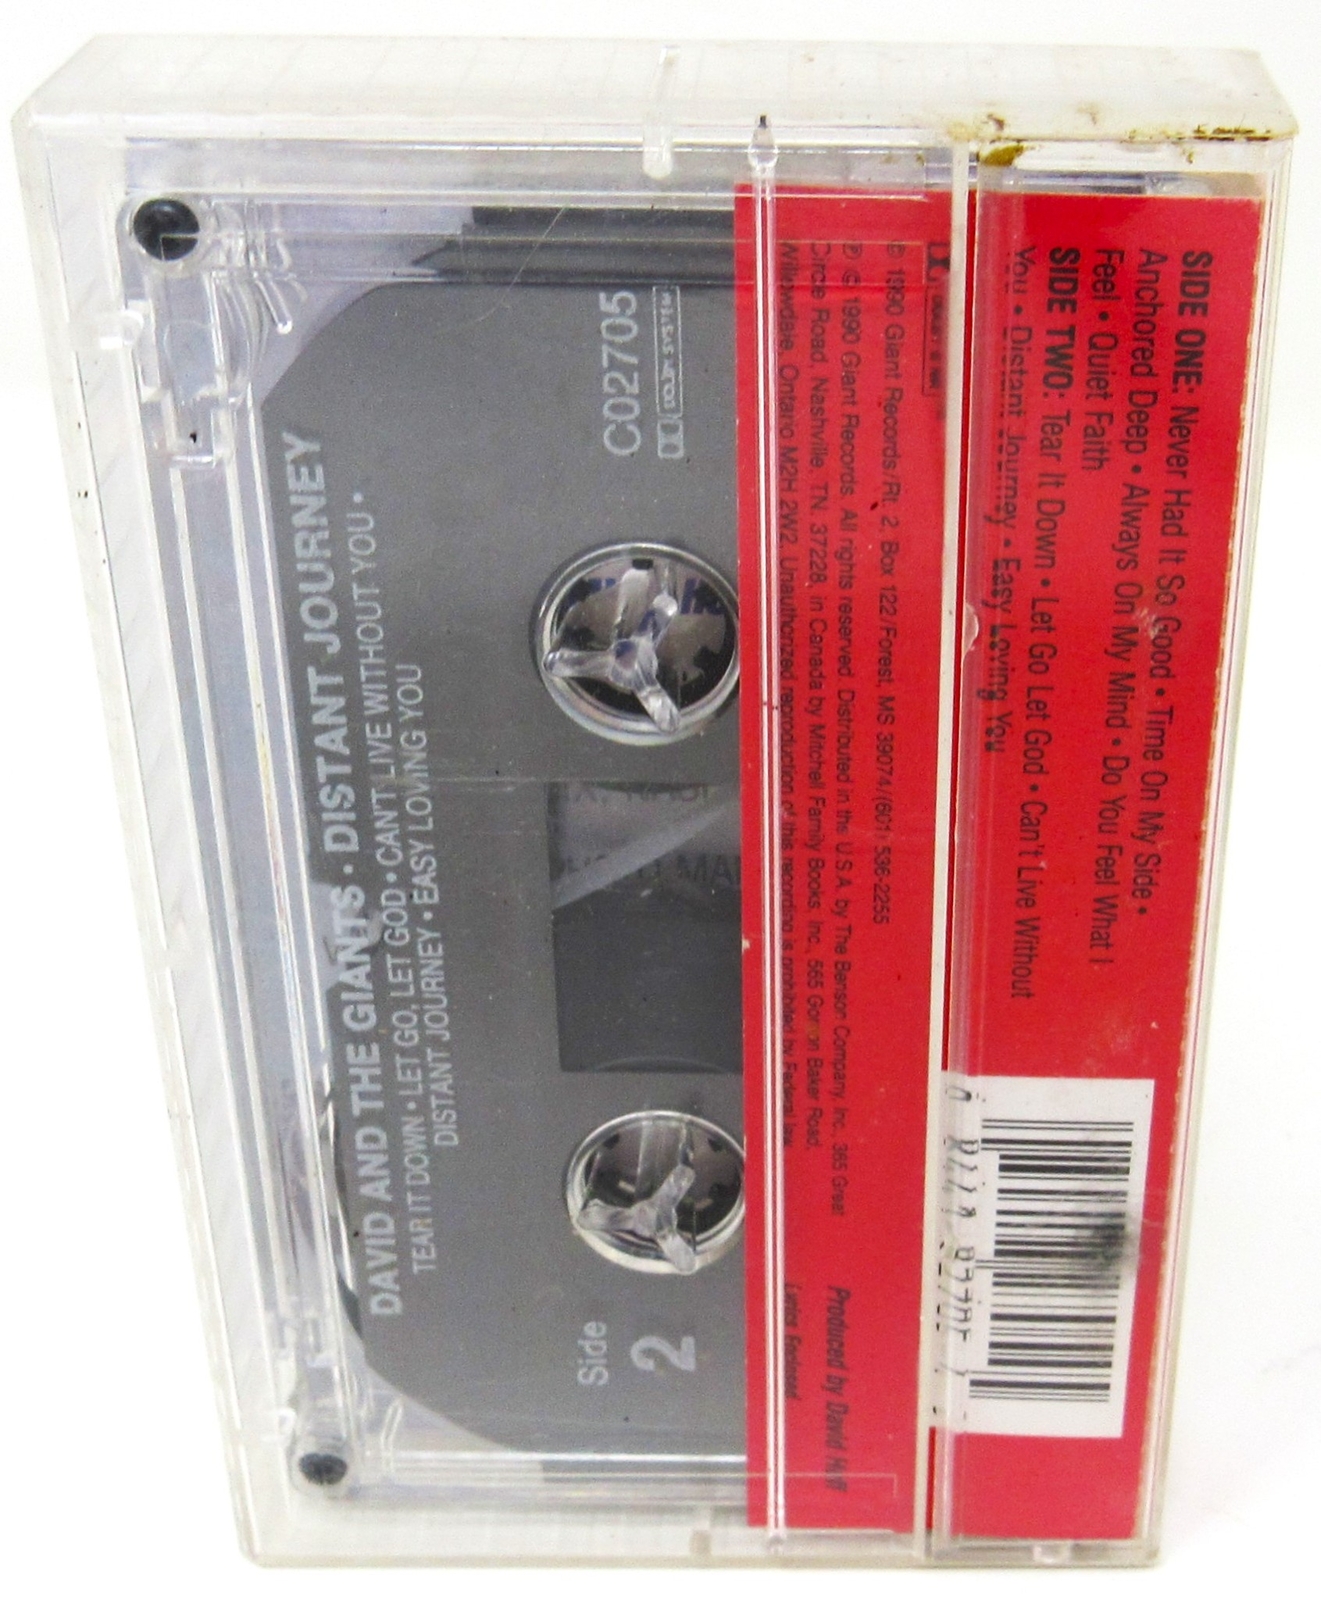 SIDE ONE: Never Had It So Good • Time On My Side •
Anchored Deep • Always On My Mind • Do You Feel What I
Feel • Quiet Faith
SIDE TWO: Tear It Down • Let Go Let God • Can't Live Without
You • Distant Journey • Easy Loving You
℗ 1990 Giant Records/Rt. 2, Box 122/Forest, MS 39074/(601) 536-2255
℗ © 1990 Giant Records. All rights reserved. Distributed in the U.S.A. by The Benson Company, Inc., 365 Great
Circle Road, Nashville, TN. 37228, in Canada by Mitchell Family Books, Inc., 565 Gordon Baker Road,
Willowdale, Ontario M2H 2W2. Unauthorized reproduction of this recording is prohibited by Federal law.
Produced by David Huff
Lyrics Enclosed
DAVID AND THE GIANTS • DISTANT JOURNEY
TEAR IT DOWN • LET GO, LET GOD • CAN'T LIVE WITHOUT YOU •
DISTANT JOURNEY • EASY LOVING YOU
CO2705
DOLBY SYSTEM
Side
2